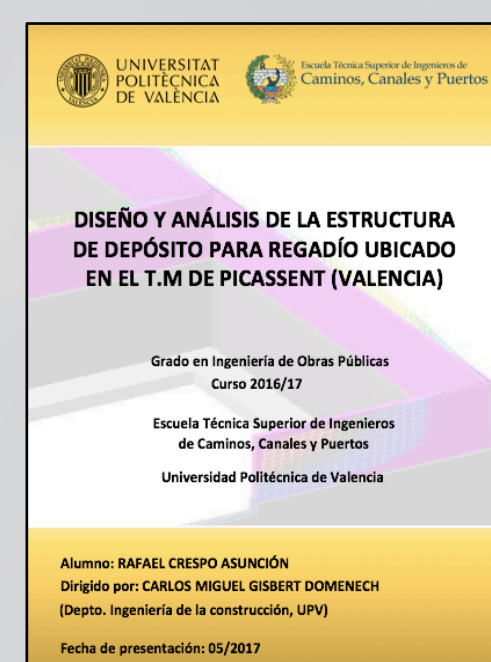 UNIVERSITAT
POLITÈCNICA
DE VALÈNCIA
Escuela Técnica Superior de Ingenieros de
Caminos, Canales y Puertos
DISEÑO Y ANÁLISIS DE LA ESTRUCTURA
DE DEPÓSITO PARA REGADÍO UBICADO
EN EL T.M DE PICASSENT (VALENCIA)
Grado en Ingeniería de Obras Públicas
Curso 2016/17
Escuela Técnica Superior de Ingenieros
de Caminos, Canales y Puertos
Universidad Politécnica de Valencia
Alumno: RAFAEL CRESPO ASUNCIÓN
Dirigido por: CARLOS MIGUEL GISBERT DOMENECH
(Depto. Ingeniería de la construcción, UPV)
Fecha de presentación: 05/2017